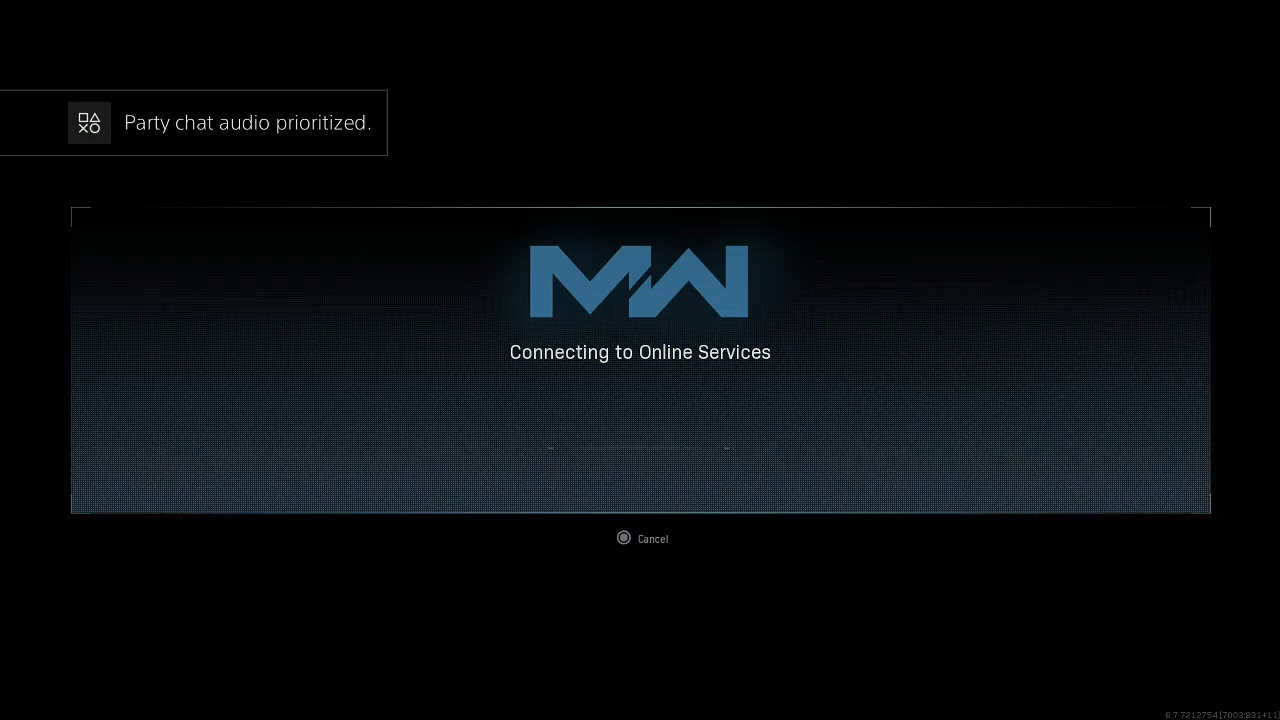 Party chat audio prioritized.
MW
Connecting to Online Services
Cancel